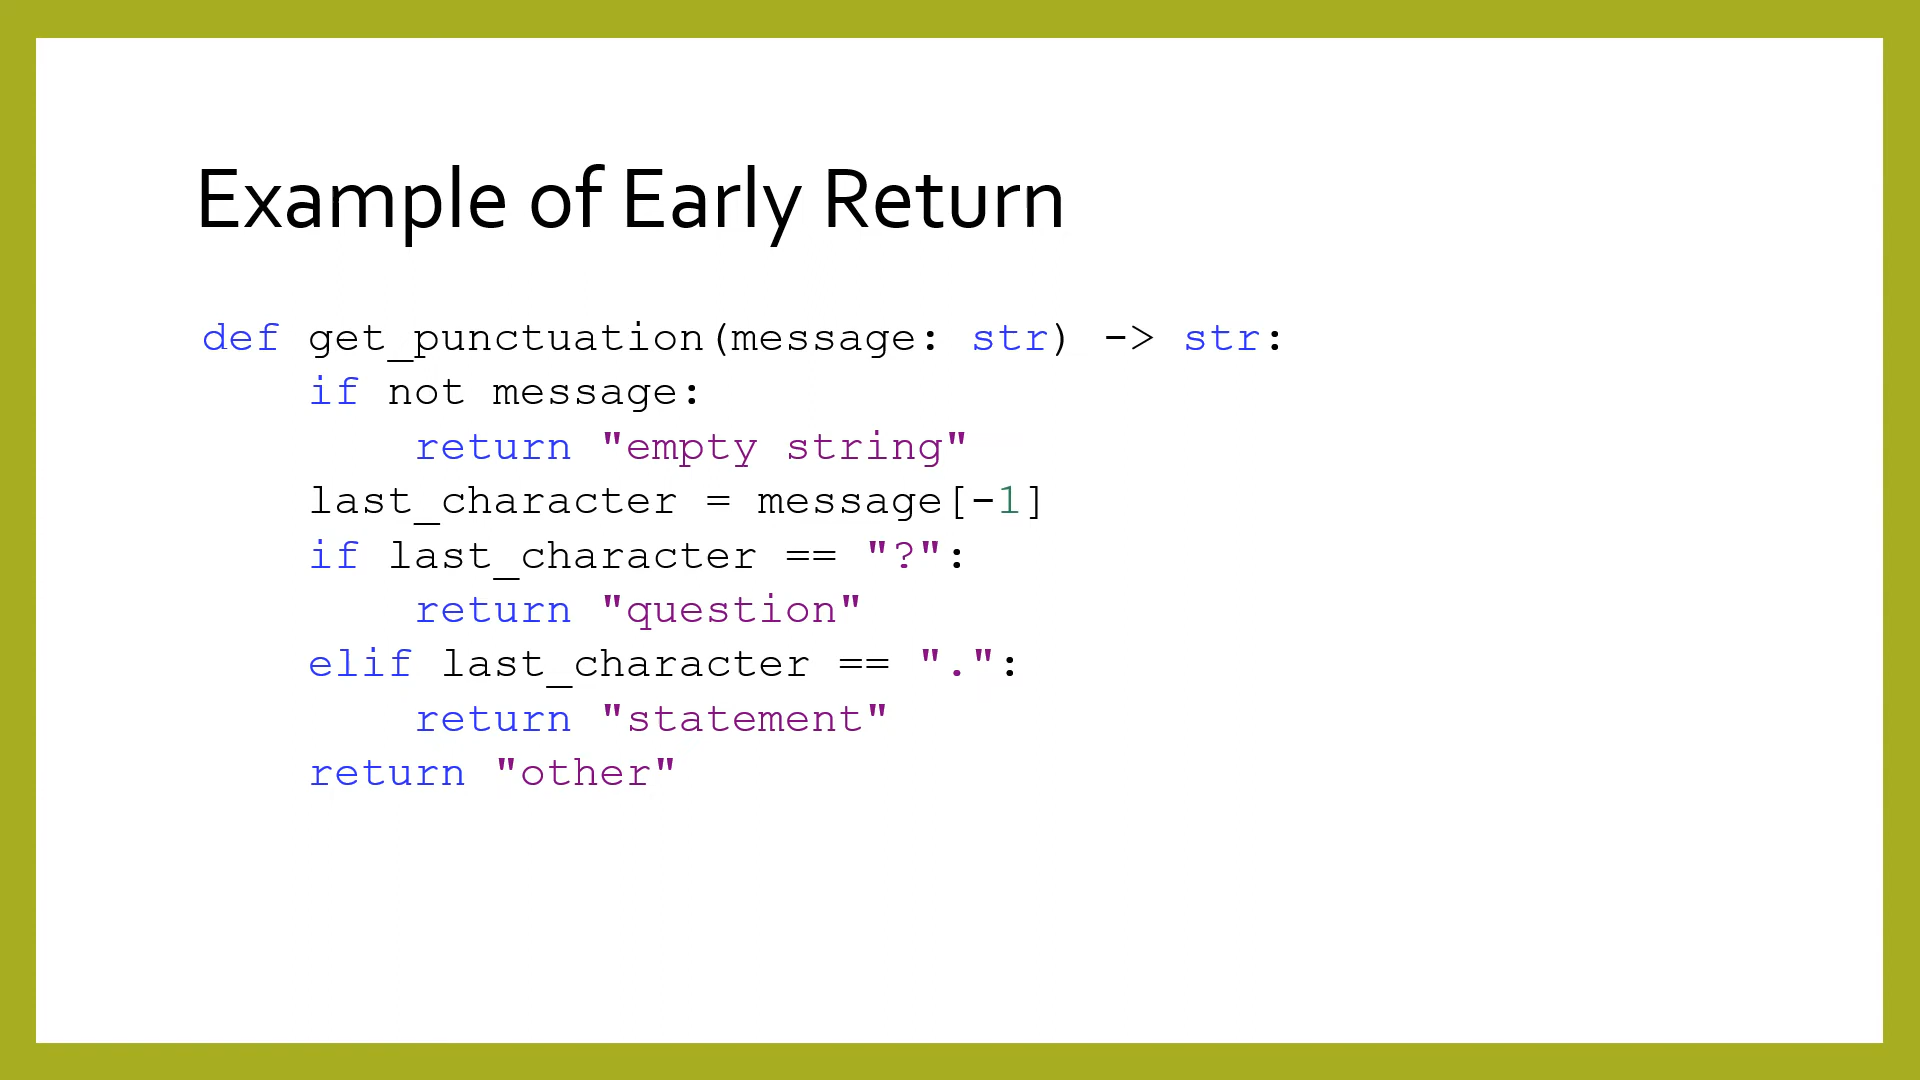 Example of Early Return
def get_punctuation(message: str) -> str:
    if not message:
        return "empty string"
    last_character = message[-1]
    if last_character == "?":
        return "question"
    elif last_character == ".":
        return "statement"
    return "other"